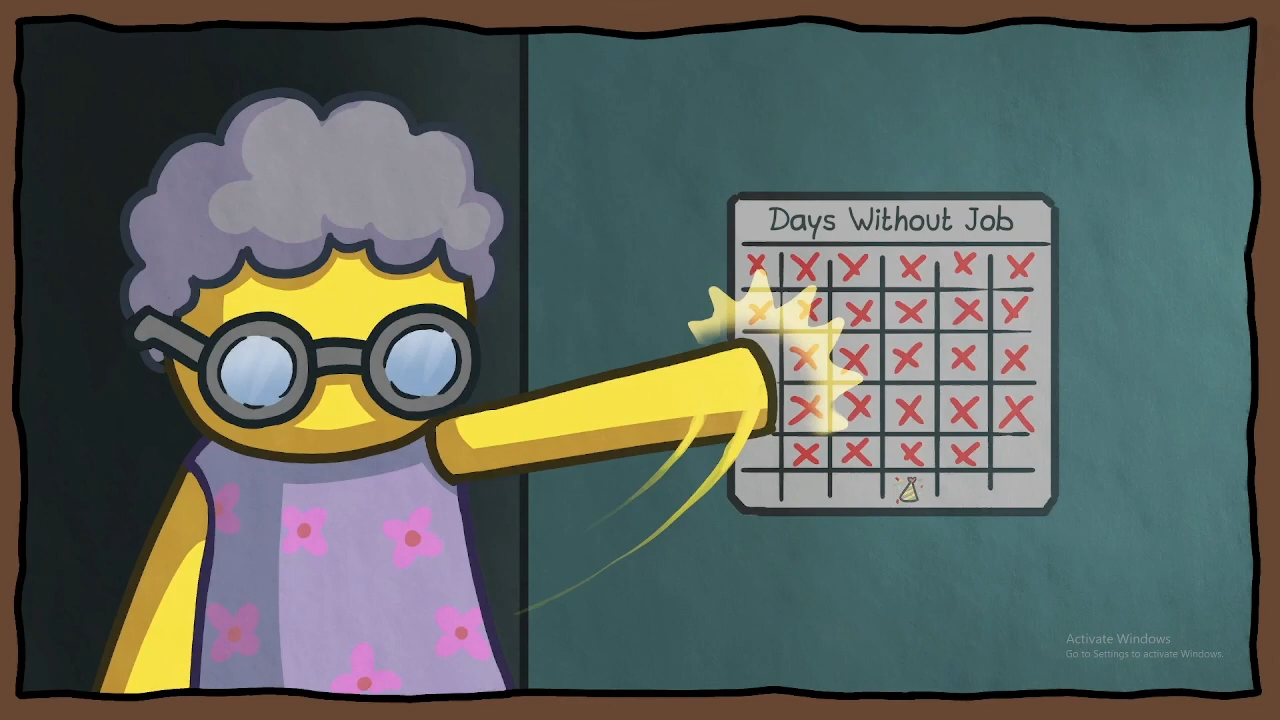 Days Without Job
Activate Windows
Go to Settings to activate Windows.